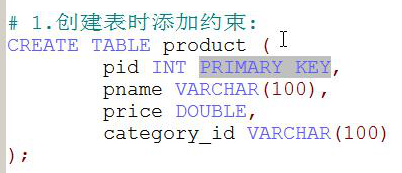 # 1.创建表时添加约束:
CREATE TABLE product (
pid INT PRIMARY KEY,
pname VARCHAR(100),
price DOUBLE,
category_id VARCHAR(100)
);